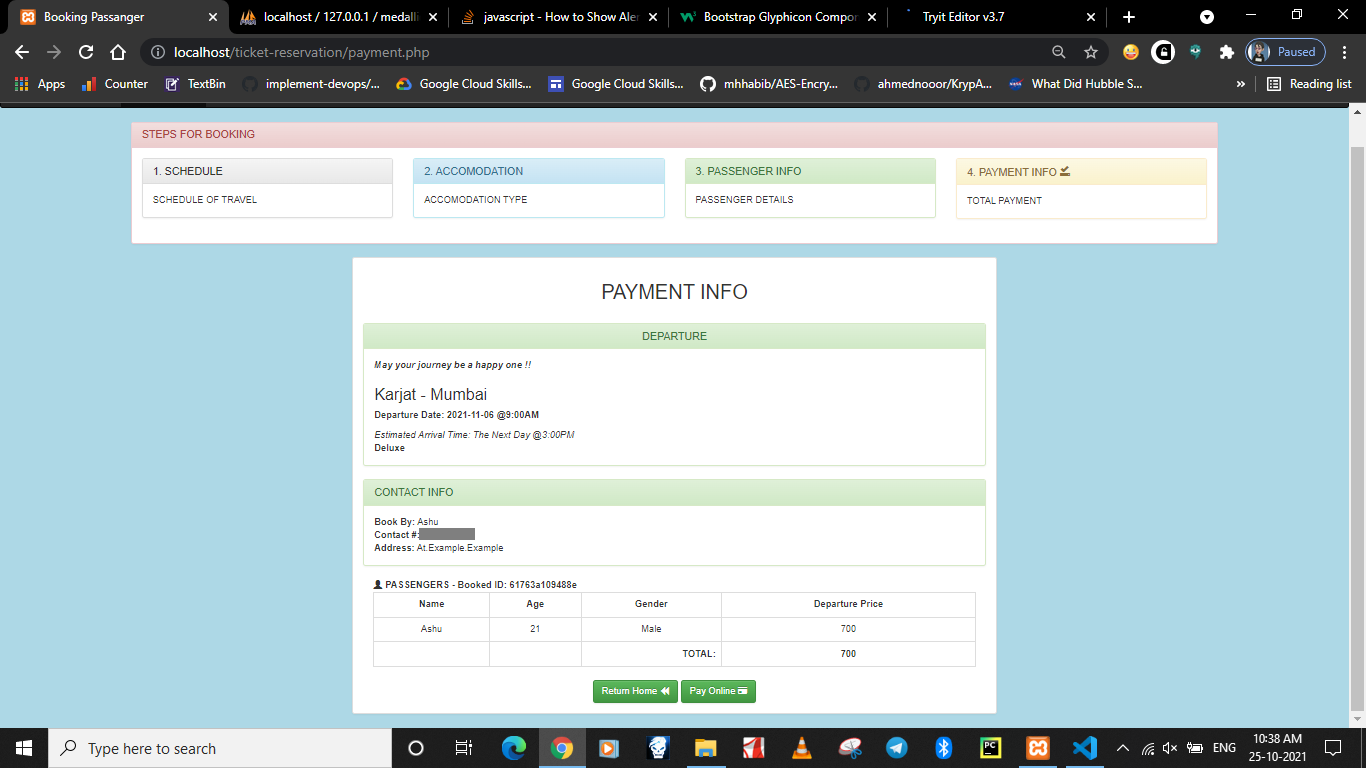 Booking Passanger
localhost / 127.0.0.1 / medalli
javascript - How to Show Aler
Bootstrap Glyphicon Compor
Tryit Editor v3.7
localhost/ticket-reservation/payment.php
Paused
Apps
Counter
TextBin
implement-devops/...
Google Cloud Skills...
Google Cloud Skills...
mhhabib/AES-Encry...
ahmednooor/KrypA...
What Did Hubble S...
»
Reading list
STEPS FOR BOOKING
1. SCHEDULE
2. ACCOMODATION
3. PASSENGER INFO
4. PAYMENT INFO
SCHEDULE OF TRAVEL
ACCOMODATION TYPE
PASSENGER DETAILS
TOTAL PAYMENT
PAYMENT INFO
DEPARTURE
May your journey be a happy one !!
Karjat - Mumbai
Departure Date: 2021-11-06 @9:00AM
Estimated Arrival Time: The Next Day @3:00PM
Deluxe
CONTACT INFO
Book By: Ashu
Contact #:
Address: At.Example.Example
PASSENGERS - Booked ID: 61763a109488e
Name Age Gender Departure Price
Ashu 21 Male 700
TOTAL: 700
Return Home
Pay Online
Type here to search
PC
ENG
10:38 AM
25-10-2021